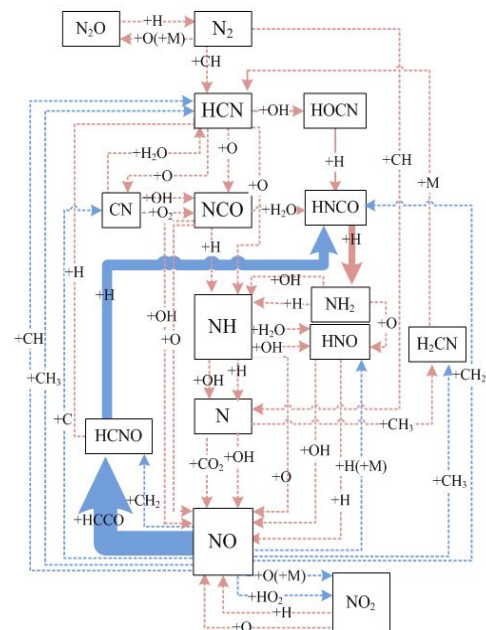 N₂O
+H
+O(+M)
N₂
+CH
HCN
+OH
HOCN
+H₂O
+O
+O
+O
+H
+CH
+M
CN
+OH
+O₂
NCO
+H₂O
HNCO
+H
+H
+H
+OH
+O
+H
+OH
+H
NH₂
+O
NH
+H₂O
+OH
HNO
H₂CN
+CH
+CH₃
+CH₂
+OH
+H
+C
N
+CH₃
HCNO
+CO₂
+OH
+OH
+H(+M)
+CH₃
+O
+CH₂
+H
+HCCO
NO
+O(+M)
+HO₂
+H
NO₂
+O